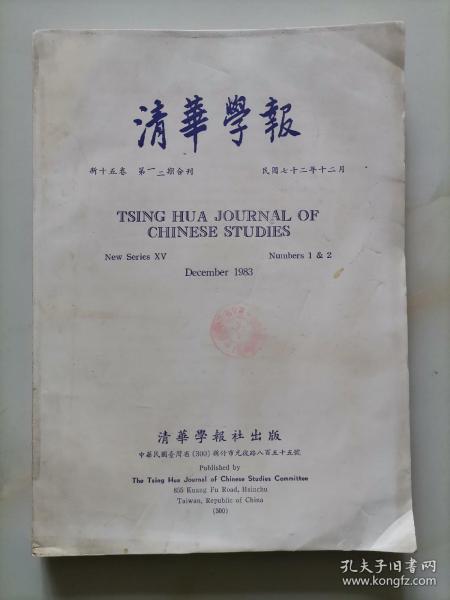 清華學報
新十五卷 第一二期合刊 民國七十二年十二月
TSING HUA JOURNAL OF
CHINESE STUDIES
New Series XV Numbers 1 & 2
December 1983
清華學報社出版
中華民國臺灣省(300)新竹市光復路八百五十五號
Published by
The Tsing Hua Journal of Chinese Studies Committee
855 Kuang Fu Road, Hsinchu
Taiwan, Republic of China
(300)
孔夫子旧书网
www.kongfz.com